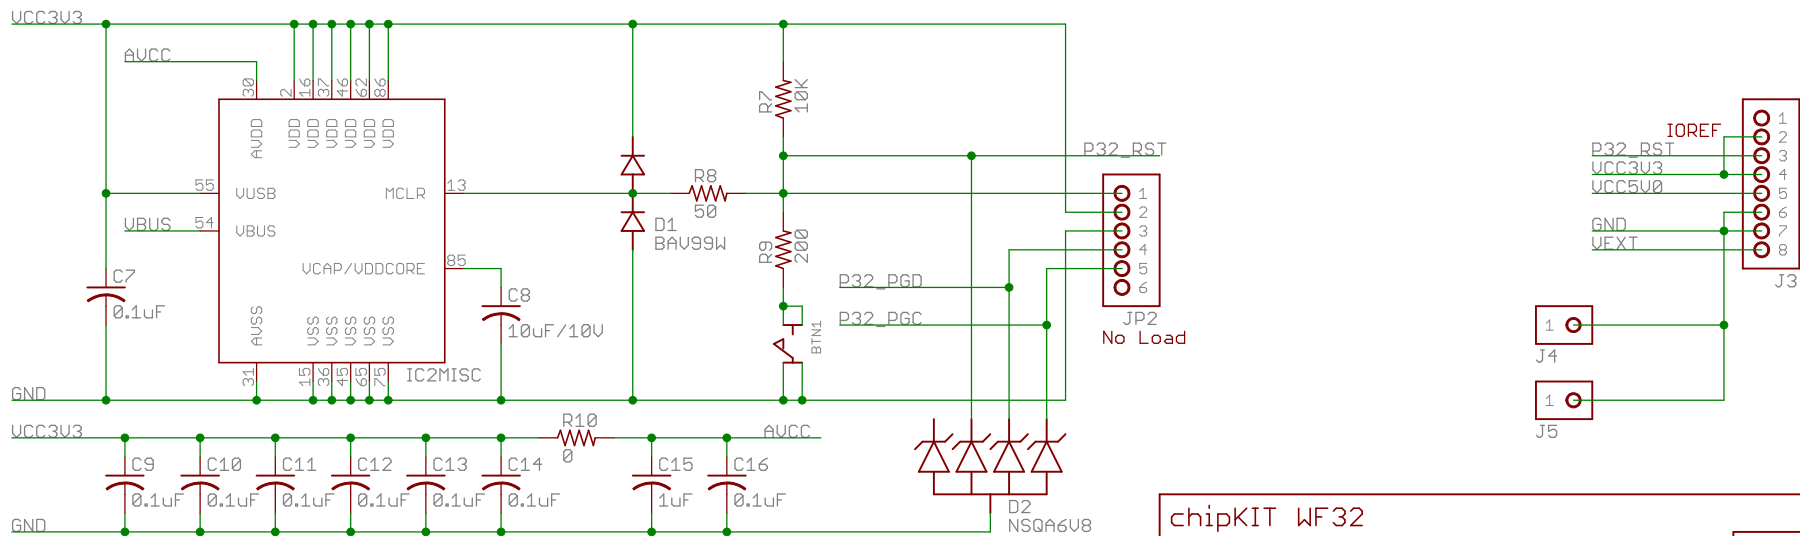 VCC3V3
AVCC
30
2
16
37
46
62
86
AVDD
VDD
VDD
VDD
VDD
VDD
VDD
55
VUSB
MCLR
13
VBUS
54
VBUS
VCAP/VDDCORE
85
C7
0.1uF
C8
10uF/10V
AVSS
VSS
VSS
VSS
VSS
VSS
31
15
36
45
65
75
IC2MISC
GND
R7
10K
R8
50
D1
BAV99W
R9
200
BTN1
P32_RST
P32_PGD
P32_PGC
1
2
3
4
5
6
JP2
No Load
IOREF
P32_RST
VCC3V3
VCC5V0
GND
VEXT
1
2
3
4
5
6
7
8
J3
1
J4
1
J5
VCC3V3
R10
0
AVCC
C9
0.1uF
C10
0.1uF
C11
0.1uF
C12
0.1uF
C13
0.1uF
C14
0.1uF
C15
1uF
C16
0.1uF
GND
D2
NSQA6V8
chipKIT WF32